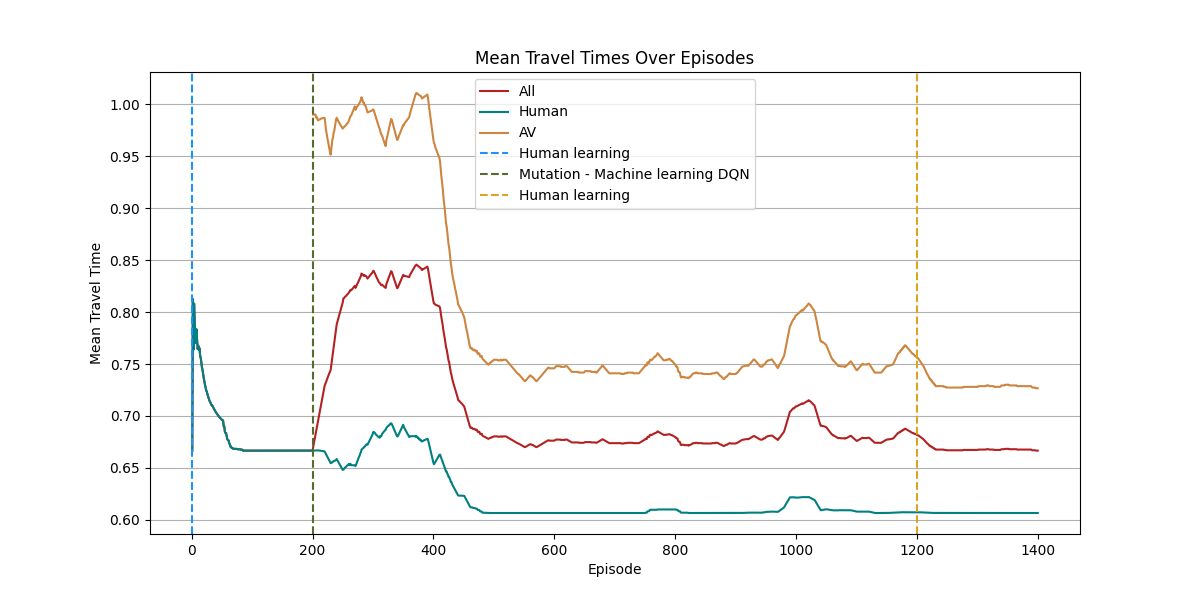 Mean Travel Times Over Episodes
All
Human
AV
Human learning
Mutation - Machine learning DQN
Human learning
Mean Travel Time
1.00
0.95
0.90
0.85
0.80
0.75
0.70
0.65
0.60
0 200 400 600 800 1000 1200 1400
Episode